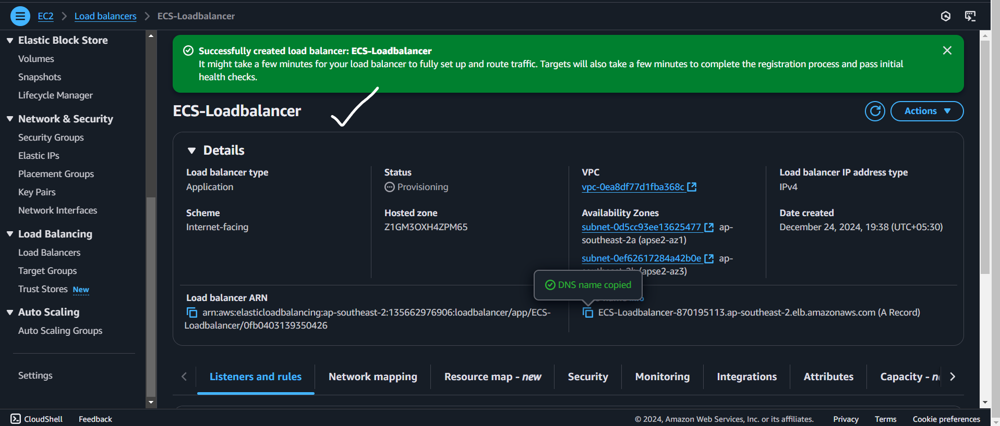 EC2 > Load balancers > ECS-Loadbalancer
Elastic Block Store
Volumes
Snapshots
Lifecycle Manager
Network & Security
Security Groups
Elastic IPs
Placement Groups
Key Pairs
Network Interfaces
Load Balancing
Load Balancers
Target Groups
Trust Stores New
Auto Scaling
Auto Scaling Groups
Settings
Successfully created load balancer: ECS-Loadbalancer
It might take a few minutes for your load balancer to fully set up and route traffic. Targets will also take a few minutes to complete the registration process and pass initial
health checks.
ECS-Loadbalancer
Actions
Details
Load balancer type
Application
Status
Provisioning
VPC
vpc-0ea8df77d1fba368c
Load balancer IP address type
IPv4
Scheme
Internet-facing
Hosted zone
Z1GM3OXH4ZPM65
Availability Zones
subnet-0d5cc93ee13625477 ap-
southeast-2a (apse2-az1)
subnet-0ef62617284a42b0e ap-
(apse2-az3)
Date created
December 24, 2024, 19:38 (UTC+05:30)
DNS name copied
Load balancer ARN
arn:aws:elasticloadbalancing:ap-southeast-2:135662976906:loadbalancer/app/ECS-
Loadbalancer/0fb0403139350426
ECS-Loadbalancer-870195113.ap-southeast-2.elb.amazonaws.com (A Record)
Listeners and rules
Network mapping
Resource map - new
Security
Monitoring
Integrations
Attributes
Capacity -
CloudShell
Feedback
© 2024, Amazon Web Services, Inc. or its affiliates.
Privacy
Terms
Cookie preferences